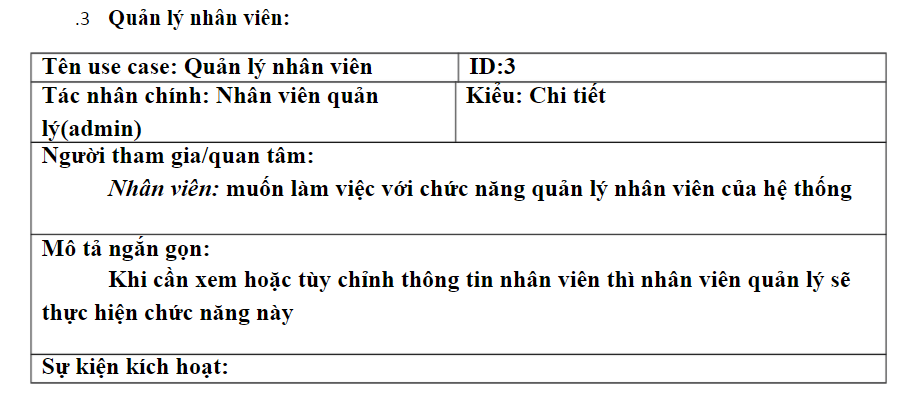 .3 Quản lý nhân viên:
Tên use case: Quản lý nhân viên ID:3
Tác nhân chính: Nhân viên quản Kiểu: Chi tiết
lý(admin)
Người tham gia/quan tâm:
Nhân viên: muốn làm việc với chức năng quản lý nhân viên của hệ thống
Mô tả ngắn gọn:
Khi cần xem hoặc tùy chỉnh thông tin nhân viên thì nhân viên quản lý sẽ
thực hiện chức năng này
Sự kiện kích hoạt: